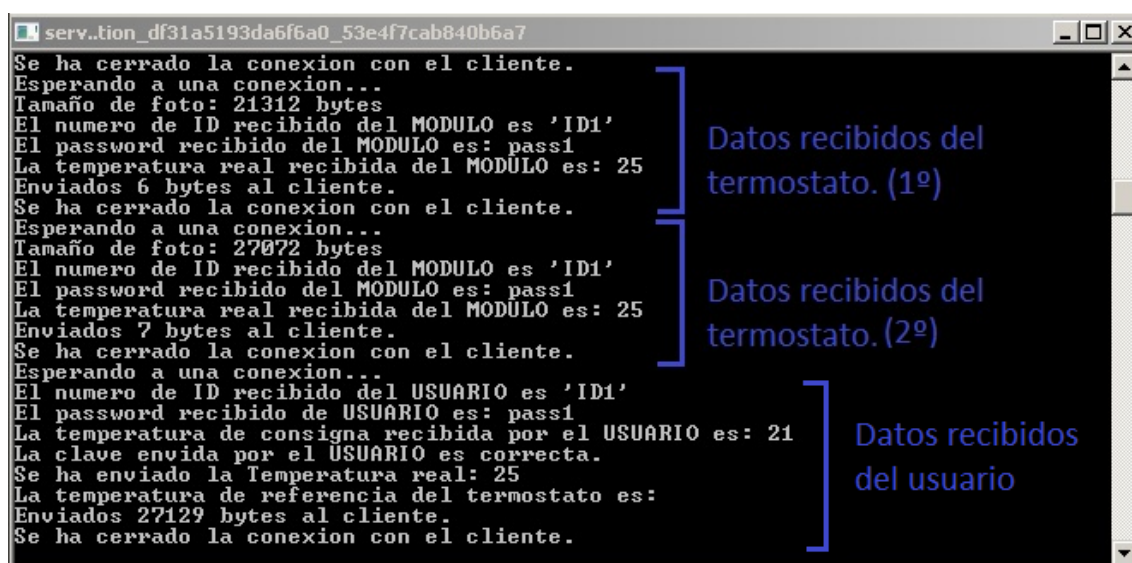 serv..tion_df31a5193da6f6a0_53e4f7cab840b6a7
Se ha cerrado la conexion con el cliente.
Esperando a una conexion...
Tamaño de foto: 21312 bytes
El numero de ID recibido del MODULO es 'ID1'
El password recibido del MODULO es: pass1
La temperatura real recibida del MODULO es: 25
Enviados 6 bytes al cliente.
Se ha cerrado la conexion con el cliente.
Datos recibidos del
termostato. (1º)
Esperando a una conexion...
Tamaño de foto: 27072 bytes
El numero de ID recibido del MODULO es 'ID1'
El password recibido del MODULO es: pass1
La temperatura real recibida del MODULO es: 25
Enviados 7 bytes al cliente.
Se ha cerrado la conexion con el cliente.
Datos recibidos del
termostato. (2º)
Esperando a una conexion...
El numero de ID recibido del USUARIO es 'ID1'
El password recibido de USUARIO es: pass1
La temperatura de consigna recibida por el USUARIO es: 21
La clave envida por el USUARIO es correcta.
Se ha enviado la Temperatura real: 25
La temperatura de referencia del termostato es:
Enviados 27129 bytes al cliente.
Se ha cerrado la conexion con el cliente.
Datos recibidos
del usuario